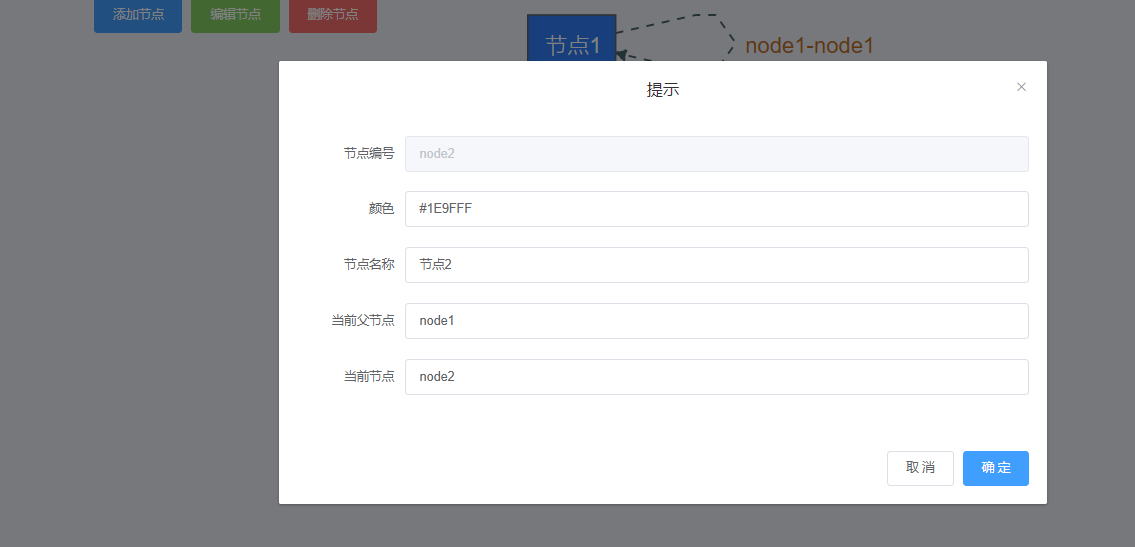 添加节点 编辑节点 删除节点
节点1
node1-node1
提示
节点编号 node2
颜色 #1E9FFF
节点名称 节点2
当前父节点 node1
当前节点 node2
取消 确定